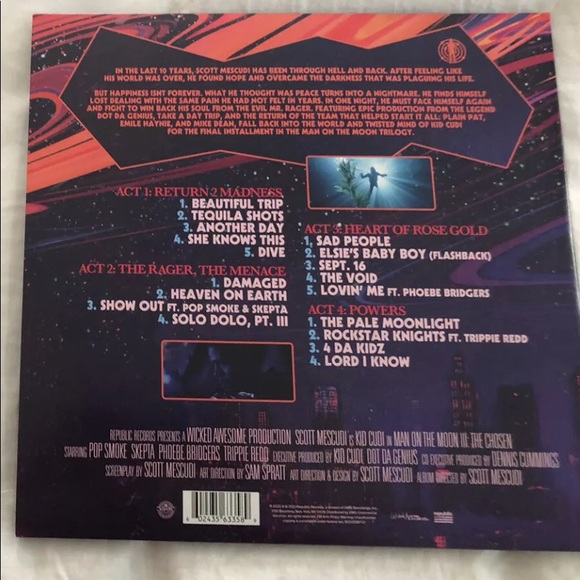 IN THE LAST 10 YEARS, SCOTT MESCUDI HAS BEEN THROUGH HELL AND BACK. AFTER FEELING LIKE
HIS WORLD WAS OVER, HE FOUND HOPE AND OVERCAME THE DARKNESS THAT WAS PLAGUING HIS LIFE.
BUT HAPPINESS ISNT FOREVER. WHAT HE THOUGHT WAS PEACE TURNS INTO A NIGHTMARE. HE FINDS HIMSELF
LOST DEALING WITH THE SAME PAIN HE HAD NOT FELT IN YEARS. IN ONE NIGHT, HE MUST FACE HIMSELF AGAIN
AND FIGHT TO WIN BACK HIS SOUL FROM THE EVIL MR. RAGER. FEATURING EPIC PRODUCTION FROM THE LEGEND
DOT DA GENIUS, TAKE A DAY TRIP, AND THE RETURN OF THE TEAM THAT HELPED START IT ALL: PLAIN PAT,
EMILE HAYNIE, AND MIKE DEAN, FALL BACK INTO THE WORLD AND TWISTED MIND OF KID CUDI
FOR THE FINAL INSTALLMENT IN THE MAN ON THE MOON TRILOGY.
ACT 1: RETURN 2 MADNESS
1. BEAUTIFUL TRIP
2. TEQUILA SHOTS
3. ANOTHER DAY
4. SHE KNOWS THIS
5. DIVE
ACT 2: THE RAGER, THE MENACE
1. DAMAGED
2. HEAVEN ON EARTH
3. SHOW OUT FT. POP SMOKE & SKEPTA
4. SOLO DOLO, PT. III
ACT 3: HEART OF ROSE GOLD
1. SAD PEOPLE
2. ELSIE'S BABY BOY (FLASHBACK)
3. SEPT. 16
4. THE VOID
5. LOVIN' ME FT. PHOEBE BRIDGERS
ACT 4: POWERS
1. THE PALE MOONLIGHT
2. ROCKSTAR KNIGHTS FT. TRIPPIE REDD
3. 4 DA KIDZ
4. LORD I KNOW
REPUBLIC RECORDS PRESENTS A WICKED AWESOME PRODUCTION SCOTT MESCUDI IS KID CUDI IN MAN ON THE MOON III: THE CHOSEN
STARRING POP SMOKE SKEPTA PHOEBE BRIDGERS TRIPPIE REDD EXECUTIVE PRODUCED BY KID CUDI, DOT DA GENIUS CO EXECUTIVE PRODUCED BY DENNIS CUMMINGS
SCREENPLAY BY SCOTT MESCUDI ART DIRECTION BY SAM SPRATT ART DIRECTION & DESIGN BY SCOTT MESCUDI ALBUM DIRECTED BY SCOTT MESCUDI
6 02435 63358 9
republic